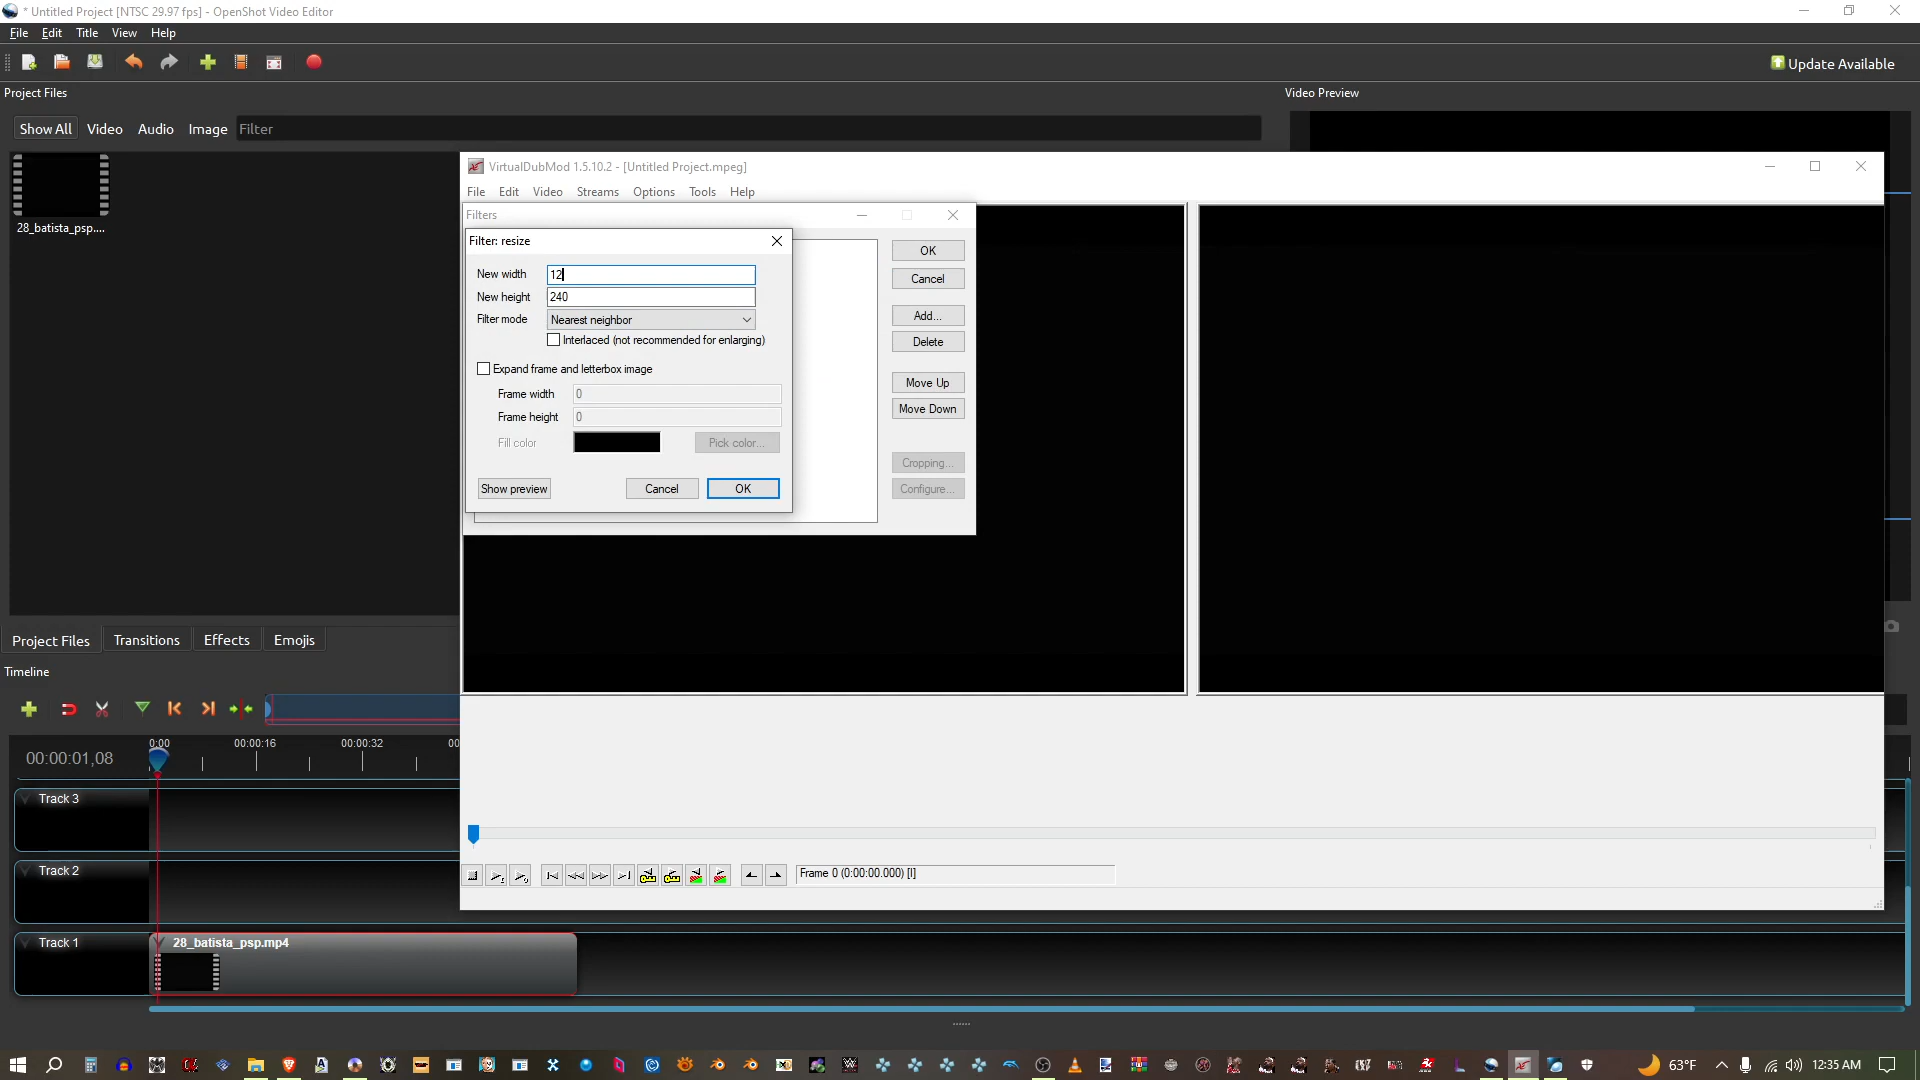 * Untitled Project [NTSC 29.97 fps] - OpenShot Video Editor
File Edit Title View Help
Update Available
Project Files
Video Preview
Show All Video Audio Image Filter
28_batista_psp....
VirtualDubMod 1.5.10.2 - [Untitled Project.mpeg]
File Edit Video Streams Options Tools Help
Filters
Filter: resize
New width 12
New height 240
Filter mode Nearest neighbor
Interlaced (not recommended for enlarging)
Expand frame and letterbox image
Frame width 0
Frame height 0
Fill color Pick color...
Show preview Cancel OK
OK
Cancel
Add...
Delete
Move Up
Move Down
Cropping...
Configure...
Project Files Transitions Effects Emojis
Timeline
00:00:01,08
0:00 00:00:16 00:00:32 00
Track 3
Track 2
Track 1
28_batista_psp.mp4
Frame 0 (0:00:00.000) [I]
63°F
12:35 AM